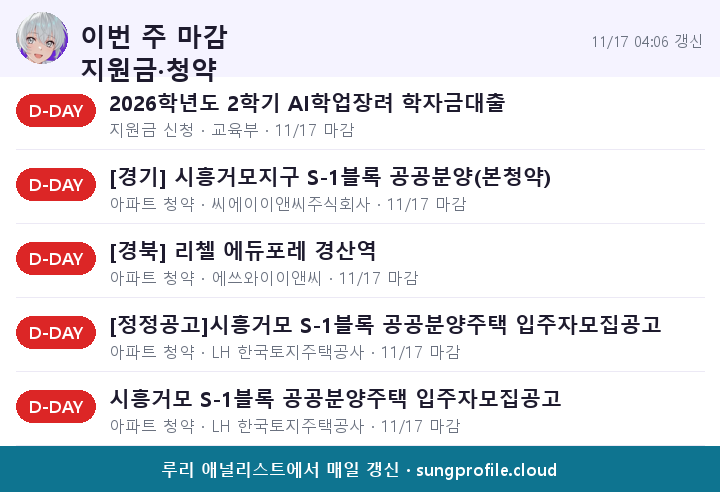 이번 주 마감
지원금·청약
11/17 04:06 갱신
D-DAY
2026학년도 2학기 AI학업장려 학자금대출
지원금 신청 · 교육부 · 11/17 마감
D-DAY
[경기] 시흥거모지구 S-1블록 공공분양(본청약)
아파트 청약 · 씨에이이앤씨주식회사 · 11/17 마감
D-DAY
[경북] 리첼 에듀포레 경산역
아파트 청약 · 에쓰와이이앤씨 · 11/17 마감
D-DAY
[정정공고]시흥거모 S-1블록 공공분양주택 입주자모집공고
아파트 청약 · LH 한국토지주택공사 · 11/17 마감
D-DAY
시흥거모 S-1블록 공공분양주택 입주자모집공고
아파트 청약 · LH 한국토지주택공사 · 11/17 마감
루리 애널리스트에서 매일 갱신 · sungprofile.cloud